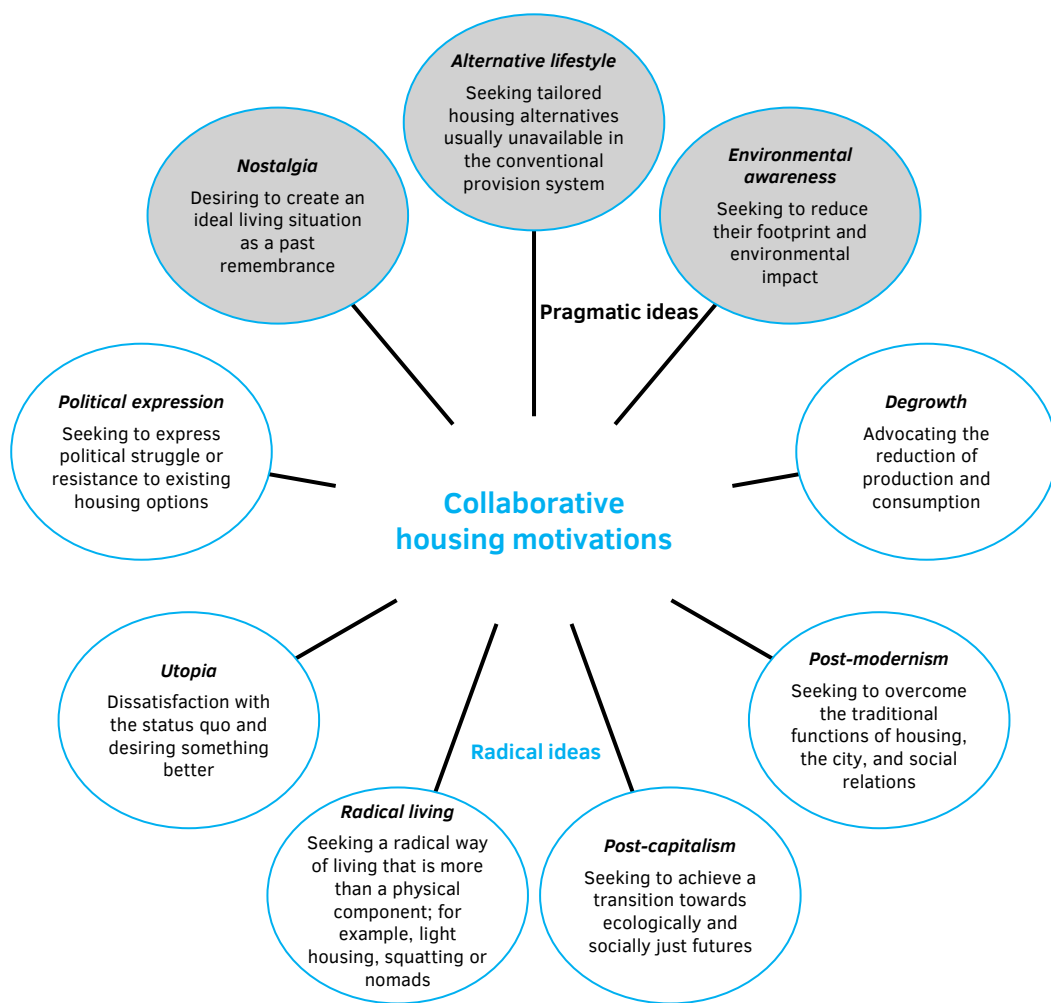 Alternative lifestyle
Seeking tailored
housing alternatives
usually unavailable in
the conventional
provision system
Nostalgia
Desiring to create an
ideal living situation
as a past
remembrance
Environmental
awareness
Seeking to reduce
their footprint and
environmental
impact
Pragmatic ideas
Political expression
Seeking to express
political struggle or
resistance to existing
housing options
Degrowth
Advocating the
reduction of
production and
consumption
Collaborative
housing motivations
Utopia
Dissatisfaction with
the status quo and
desiring something
better
Post-modernism
Seeking to overcome
the traditional
functions of housing,
the city, and social
relations
Radical ideas
Radical living
Seeking a radical way
of living that is more
than a physical
component; for
example, light
housing, squatting or
nomads
Post-capitalism
Seeking to achieve a
transition towards
ecologically and
socially just futures